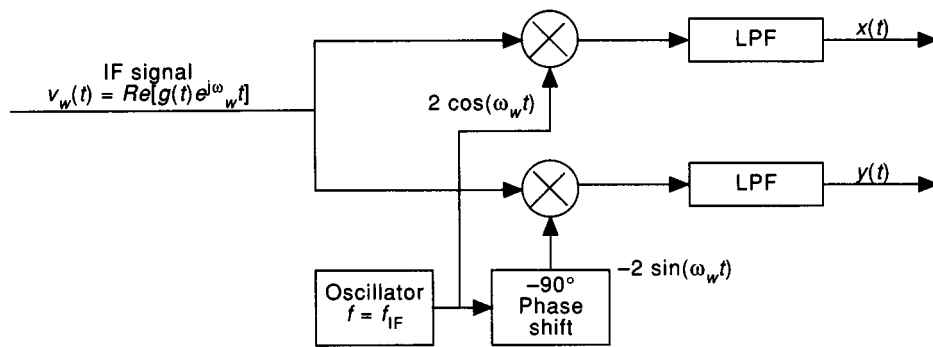 IF signal
v_w(t) = Re[g(t)e^jω_w t]
2 cos(ω_w t)
LPF
x(t)
LPF
y(t)
Oscillator
f = f_IF
–90°
Phase
shift
–2 sin(ω_w t)